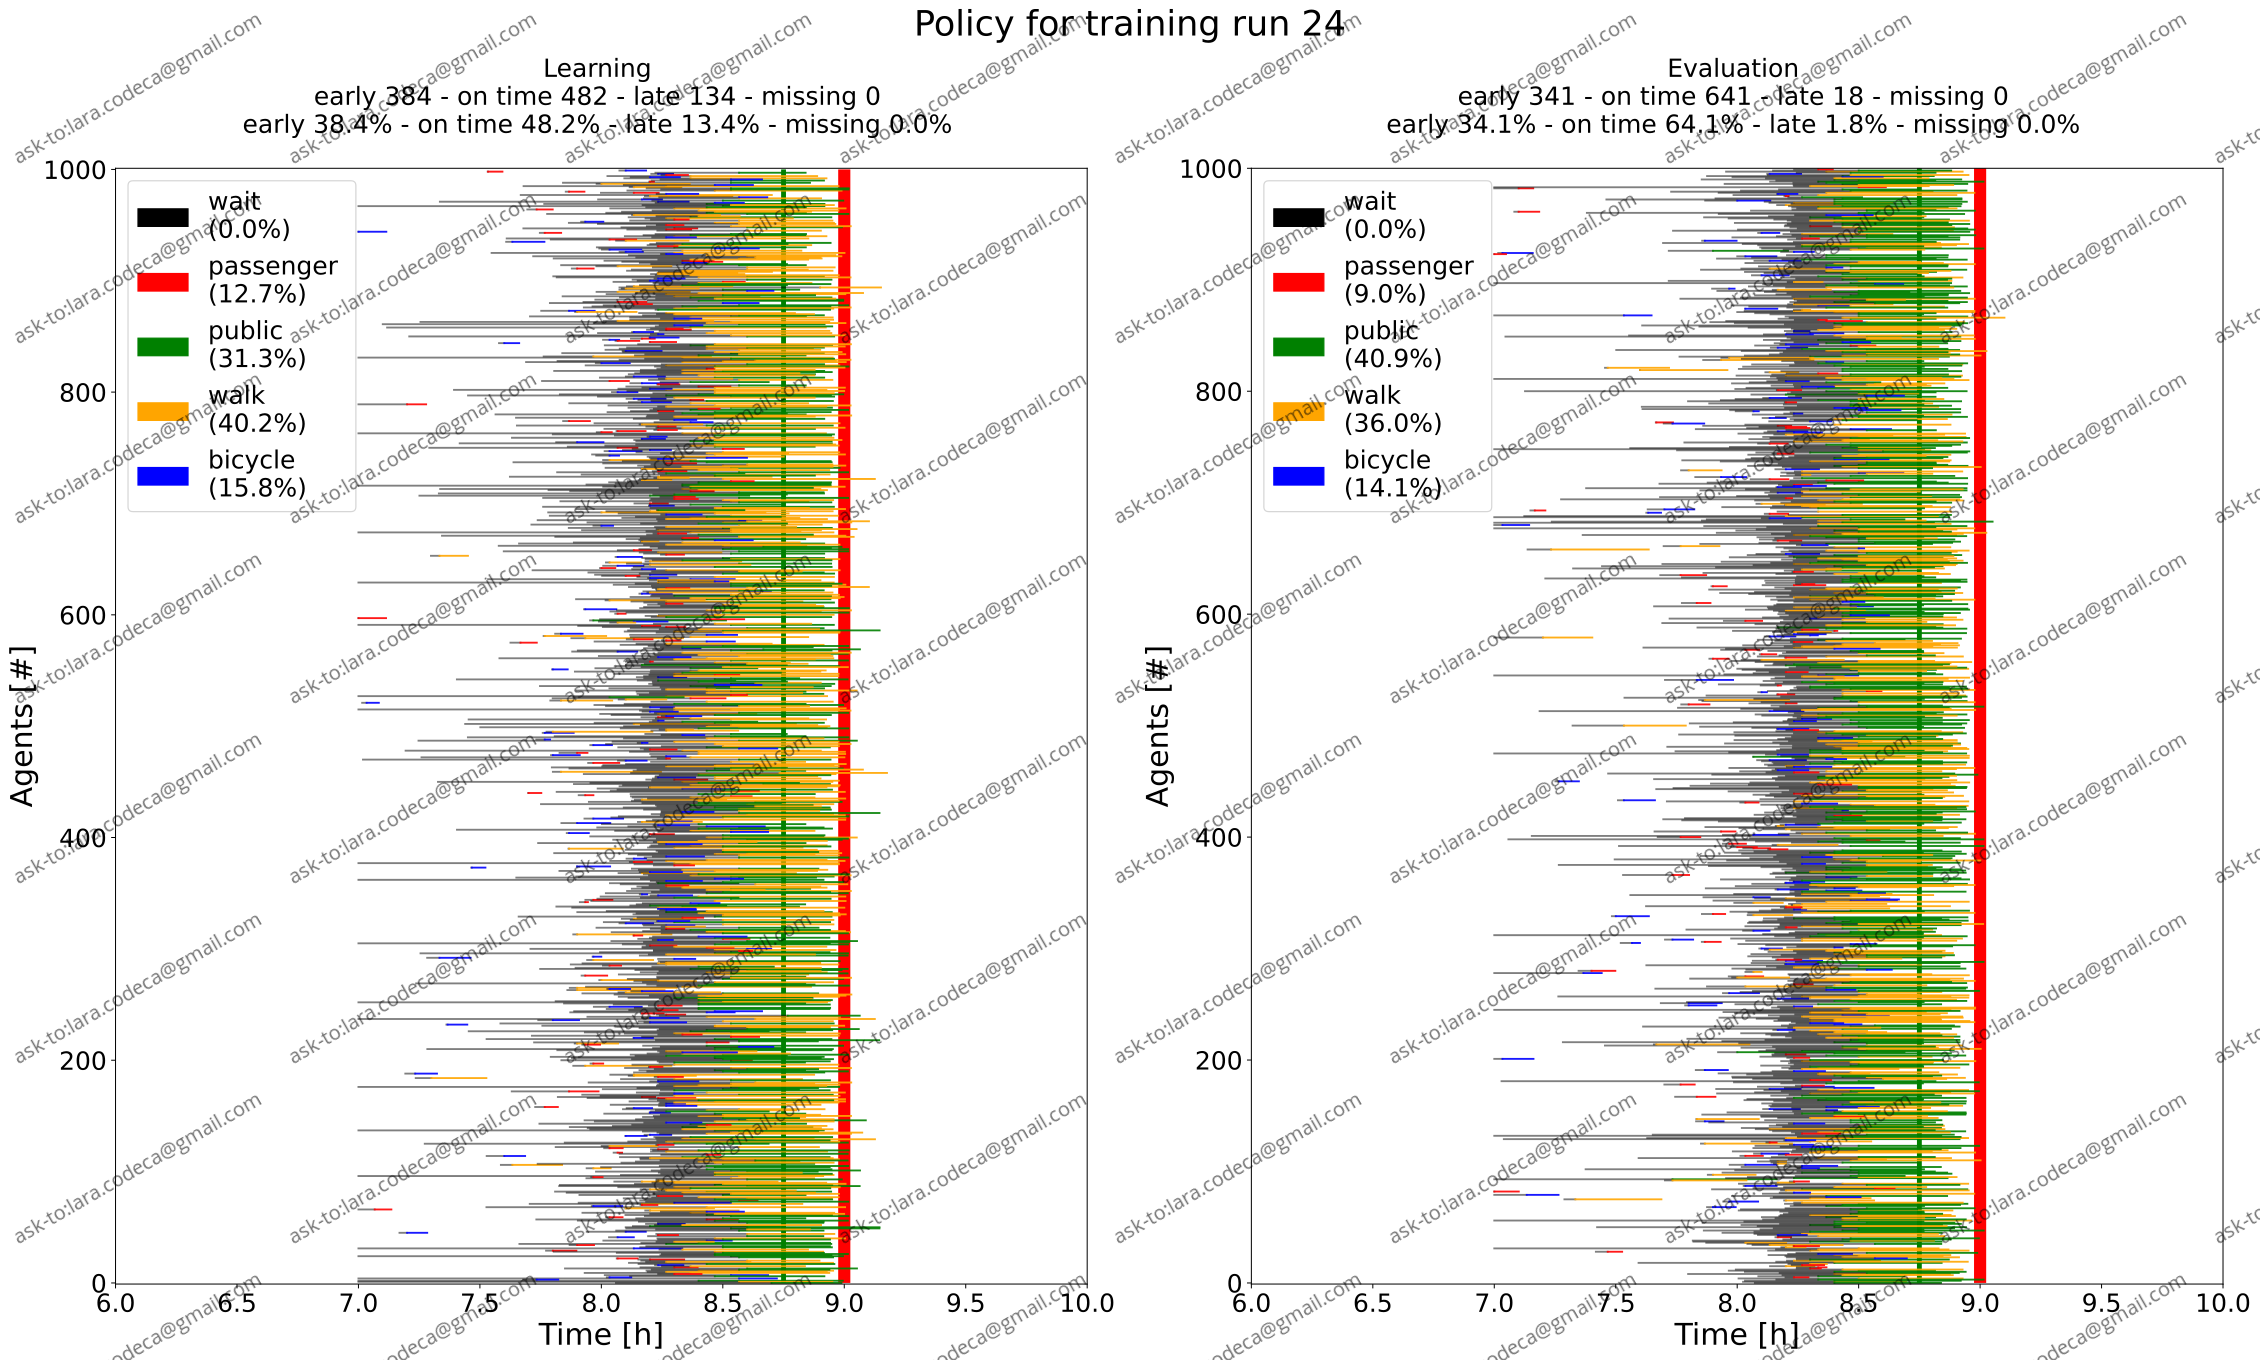 Policy for training run 24
Learning
early 384 - on time 482 - late 134 - missing 0
early 38.4% - on time 48.2% - late 13.4% - missing 0.0%
wait
(0.0%)
passenger
(12.7%)
public
(31.3%)
walk
(40.2%)
bicycle
(15.8%)
1000
800
600
400
200
0
Agents [#]
6.0 6.5 7.0 7.5 8.0 8.5 9.0 9.5 10.0
Time [h]
Evaluation
early 341 - on time 641 - late 18 - missing 0
early 34.1% - on time 64.1% - late 1.8% - missing 0.0%
wait
(0.0%)
passenger
(9.0%)
public
(40.9%)
walk
(36.0%)
bicycle
(14.1%)
1000
800
600
400
200
0
Agents [#]
6.0 6.5 7.0 7.5 8.0 8.5 9.0 9.5 10.0
Time [h]
ask-to:lara.codeca@gmail.com